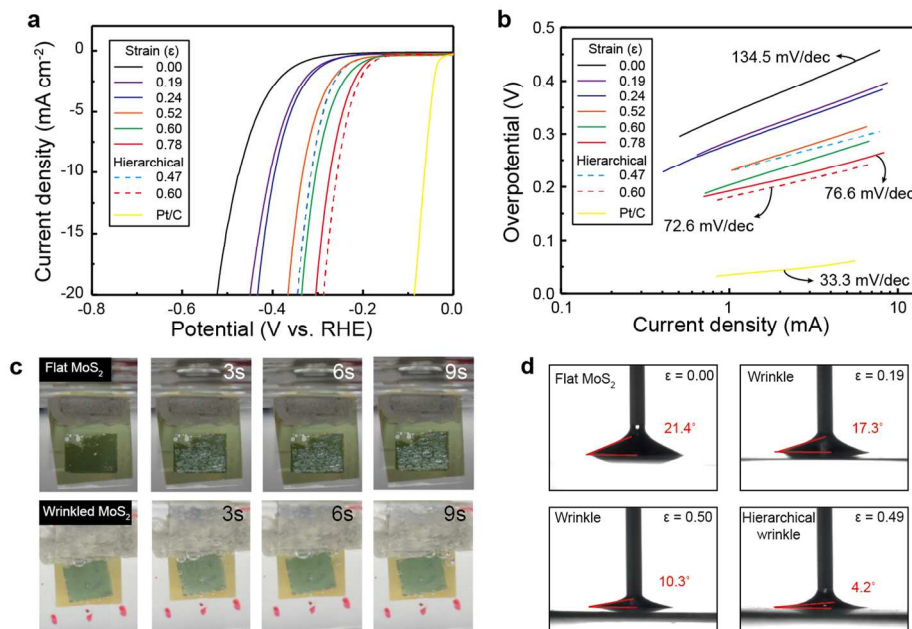 a
Current density (mA cm⁻²)
0
-5
-10
-15
-20
-0.8
-0.6
-0.4
-0.2
0.0
Potential (V vs. RHE)
Strain (ε)
0.00
0.19
0.24
0.52
0.60
0.78
Hierarchical
0.47
0.60
Pt/C
b
Overpotential (V)
0.5
0.4
0.3
0.2
0.1
0.0
0.1
1
10
Current density (mA)
Strain (ε)
0.00
0.19
0.24
0.52
0.60
0.78
Hierarchical
0.47
0.60
Pt/C
134.5 mV/dec
76.6 mV/dec
72.6 mV/dec
33.3 mV/dec
c
Flat MoS₂
3s
6s
9s
Wrinkled MoS₂
3s
6s
9s
d
Flat MoS₂
ε = 0.00
21.4°
Wrinkle
ε = 0.19
17.3°
Wrinkle
ε = 0.50
10.3°
Hierarchical
wrinkle
ε = 0.49
4.2°